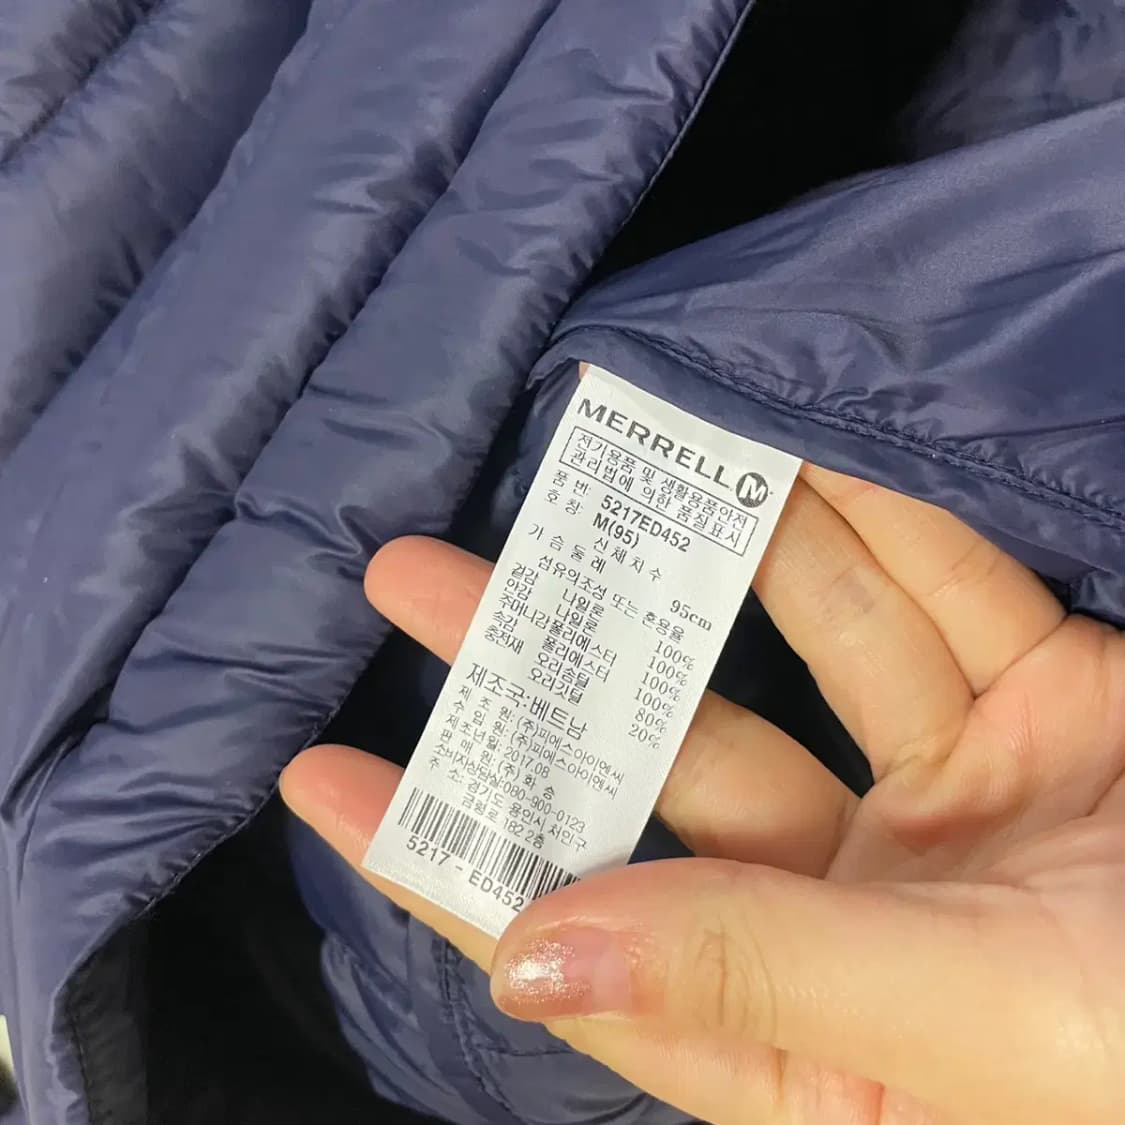 MERRELL M
전기용품 및 생활용품안전
관리법에 의한 품질표시
품 번: 5217ED452
호 칭: M(95)
신체치수
가슴둘레 95cm
섬유의조성 또는 혼용율
겉감 나일론 100%
안감 나일론 100%
주머니감 폴리에스터 100%
속감 폴리에스터 100%
충전재 오리솜털 80%
오리깃털 20%
제조국:베트남
제 조 원: (주)피에스아이엔씨
수 입 원: (주)피에스아이엔씨
제조년월: 2017.08
판 매 원: (주) 화 승
소비자상담실:080-900-0123
주 소: 경기도 용인시 처인구
금형로 182 2층
5217 - ED452